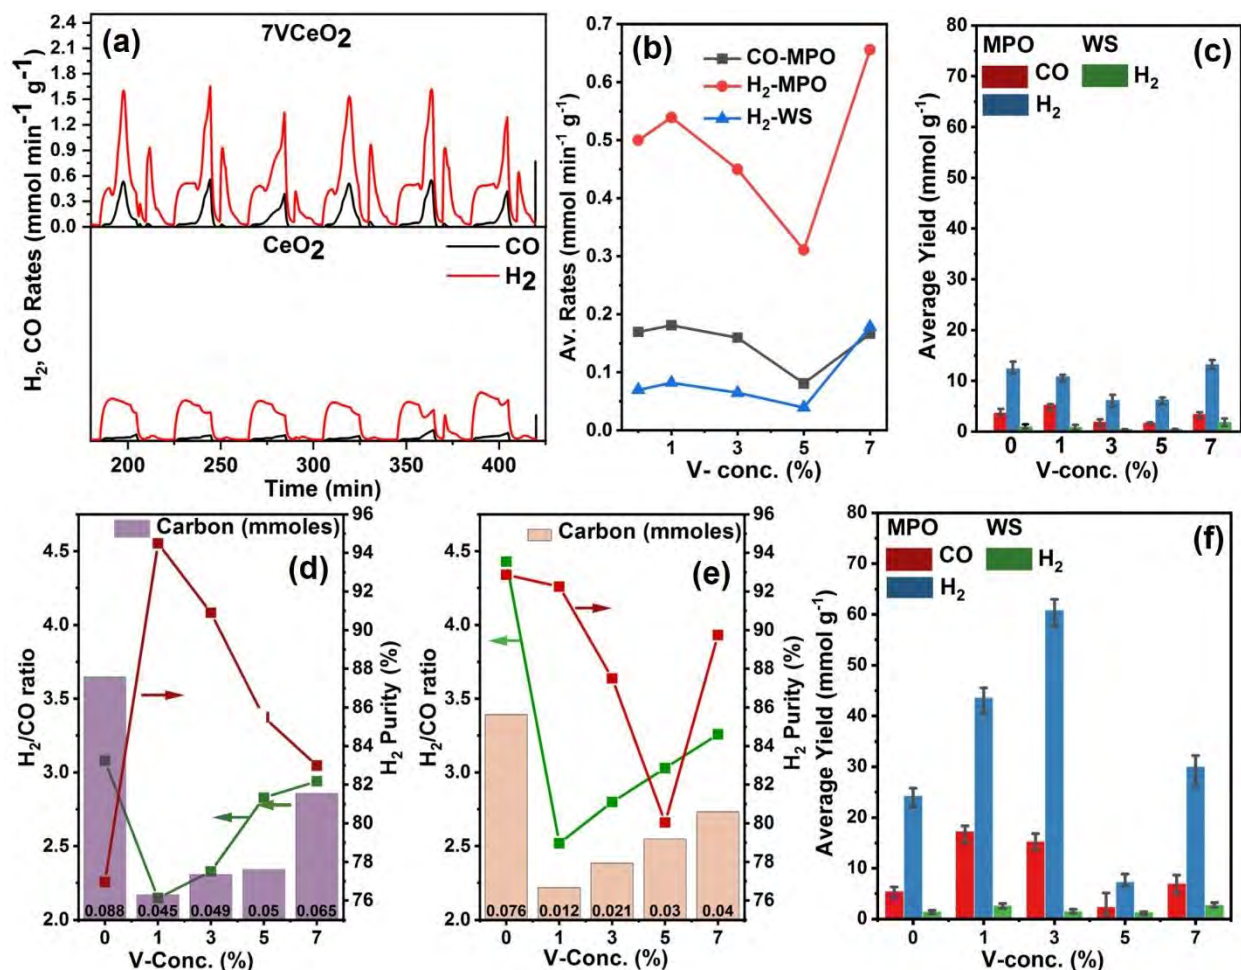 (a)
7VCeO2
2.4
2.1
1.8
1.5
1.2
0.9
0.6
0.3
0.0
CeO2
CO
H2
H2, CO Rates (mmol min−1 g−1)
200 250 300 350 400
Time (min)
(b)
CO-MPO
H2-MPO
H2-WS
0.7
0.6
0.5
0.4
0.3
0.2
0.1
0.0
Av. Rates (mmol min-1 g-1)
1 3 5 7
V- conc. (%)
(c)
MPO WS
CO H2
H2
80
70
60
50
40
30
20
10
0
Average Yield (mmol g-1)
0 1 3 5 7
V-conc. (%)
(d)
Carbon (mmoles)
4.5
4.0
3.5
3.0
2.5
2.0
H2/CO ratio
96
94
92
90
88
86
84
82
80
78
76
H2 Purity (%)
0.088 0.045 0.049 0.05 0.065
0 1 3 5 7
V-Conc. (%)
(e)
Carbon (mmoles)
4.5
4.0
3.5
3.0
2.5
2.0
H2/CO ratio
96
94
92
90
88
86
84
82
80
78
76
H2 Purity (%)
0.076 0.012 0.021 0.03 0.04
0 1 3 5 7
V-Conc. (%)
(f)
MPO WS
CO H2
H2
80
70
60
50
40
30
20
10
0
Average Yield (mmol g-1)
0 1 3 5 7
V-Conc. (%)